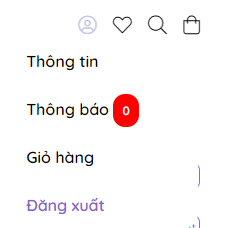 Thông tin
Thông báo 0
Giỏ hàng
Đăng xuất